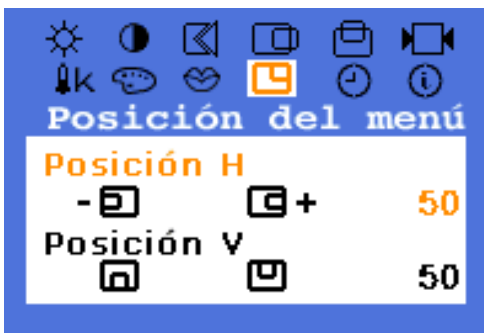 k
Posición del menú
Posición H
- + 50
Posición V
50